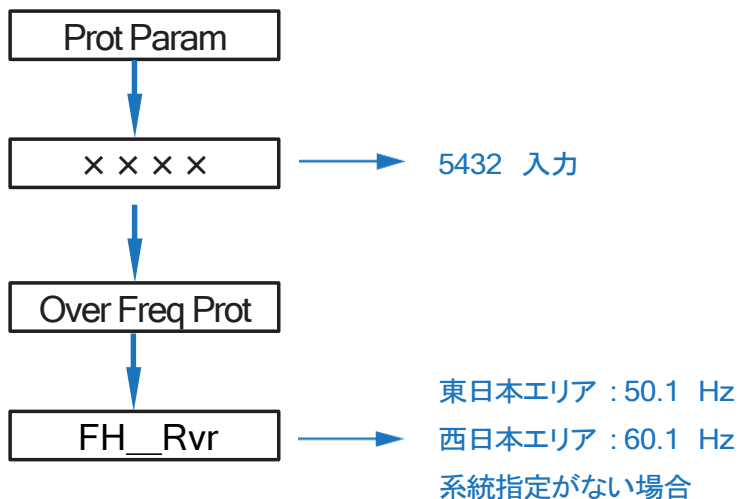 Prot Param
××××
5432 入力
Over Freq Prot
東日本エリア : 50.1 Hz
FH__Rvr
西日本エリア : 60.1 Hz
系統指定がない場合